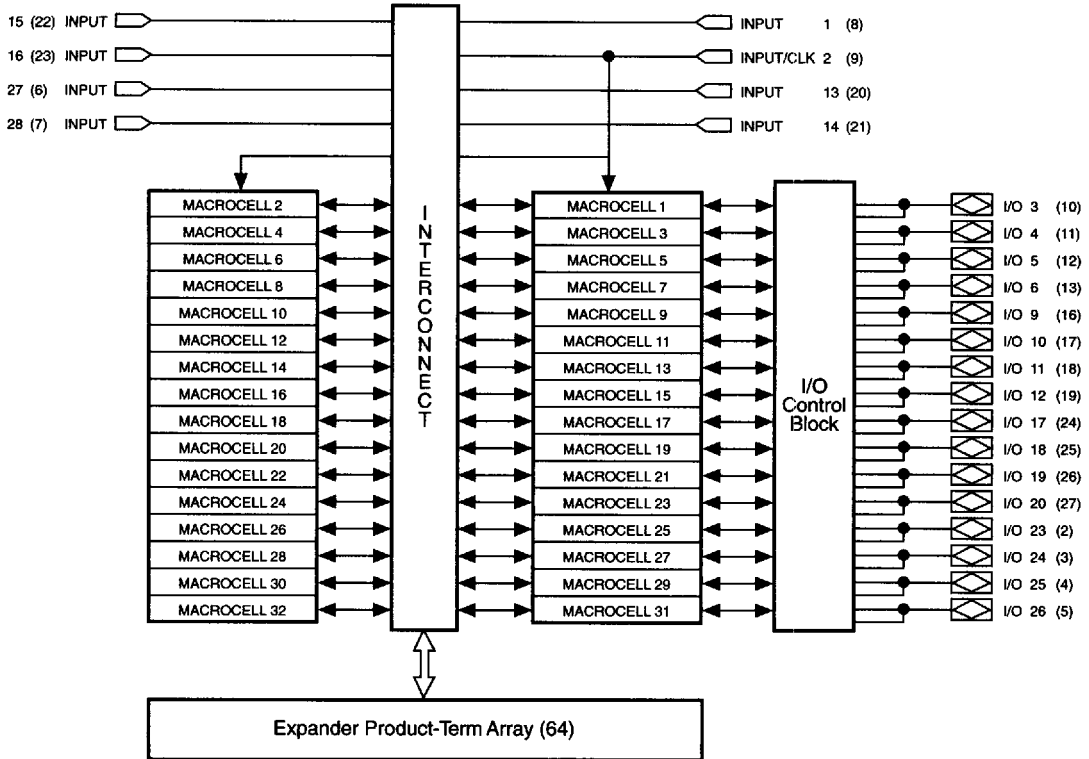 15 (22) INPUT
INPUT 1 (8)
16 (23) INPUT
INPUT/CLK 2 (9)
27 (6) INPUT
INPUT 13 (20)
28 (7) INPUT
INPUT 14 (21)
MACROCELL 2
MACROCELL 4
MACROCELL 6
MACROCELL 8
MACROCELL 10
MACROCELL 12
MACROCELL 14
MACROCELL 16
MACROCELL 18
MACROCELL 20
MACROCELL 22
MACROCELL 24
MACROCELL 26
MACROCELL 28
MACROCELL 30
MACROCELL 32
INTERCONNECT
MACROCELL 1
MACROCELL 3
MACROCELL 5
MACROCELL 7
MACROCELL 9
MACROCELL 11
MACROCELL 13
MACROCELL 15
MACROCELL 17
MACROCELL 19
MACROCELL 21
MACROCELL 23
MACROCELL 25
MACROCELL 27
MACROCELL 29
MACROCELL 31
I/O
Control
Block
I/O 3 (10)
I/O 4 (11)
I/O 5 (12)
I/O 6 (13)
I/O 9 (16)
I/O 10 (17)
I/O 11 (18)
I/O 12 (19)
I/O 17 (24)
I/O 18 (25)
I/O 19 (26)
I/O 20 (27)
I/O 23 (2)
I/O 24 (3)
I/O 25 (4)
I/O 26 (5)
Expander Product-Term Array (64)